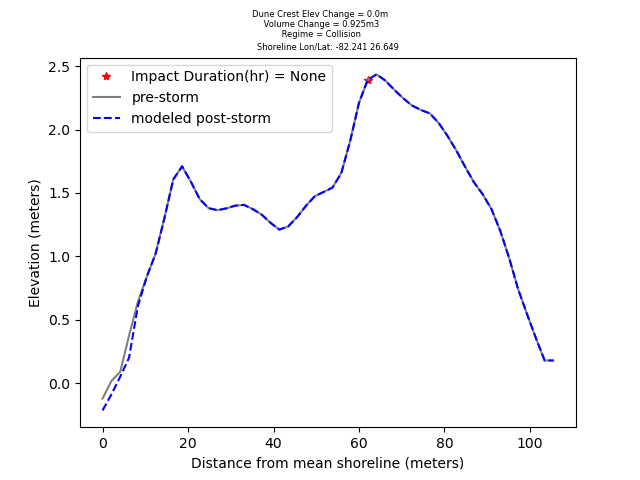 Dune Crest Elev Change = 0.0m
Volume Change = 0.925m3
Regime = Collision
Shoreline Lon/Lat: -82.241 26.649
Impact Duration(hr) = None
pre-storm
modeled post-storm
Elevation (meters)
2.5
2.0
1.5
1.0
0.5
0.0
0 20 40 60 80 100
Distance from mean shoreline (meters)